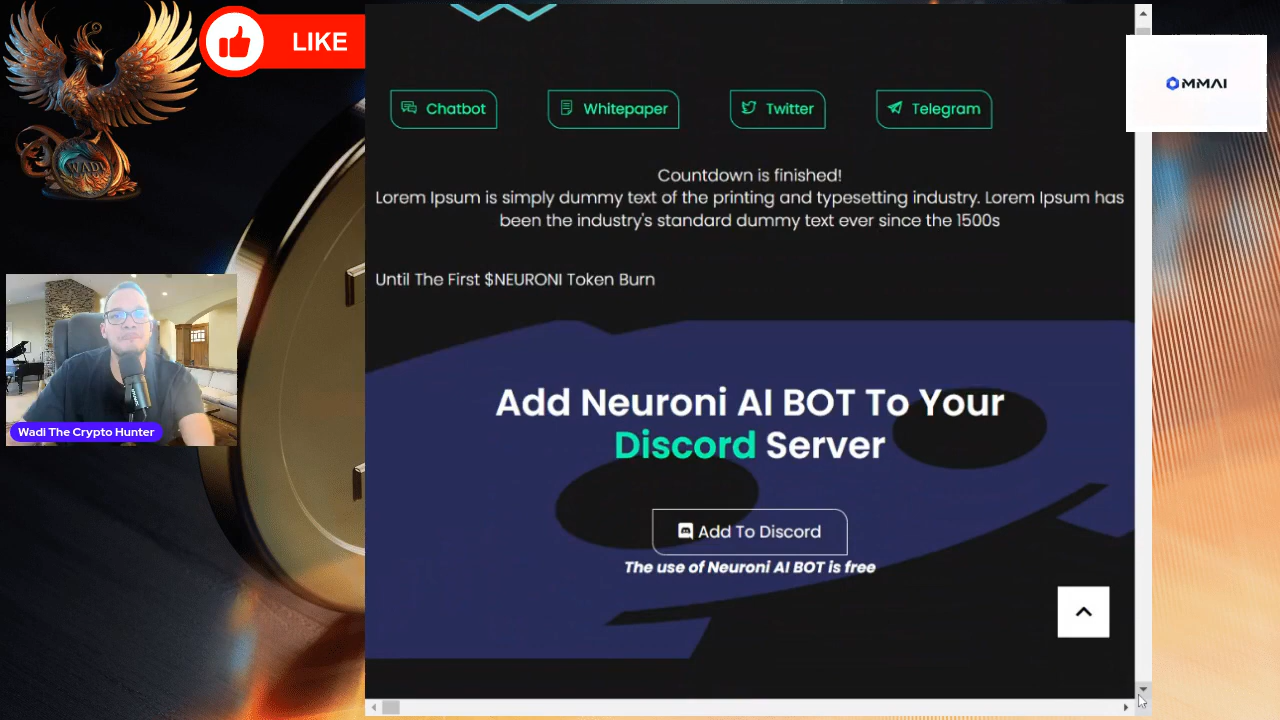 LIKE
WADI
Wadi The Crypto Hunter
Chatbot
Whitepaper
Twitter
Telegram
Countdown is finished!
Lorem Ipsum is simply dummy text of the printing and typesetting industry. Lorem Ipsum has
been the industry's standard dummy text ever since the 1500s
Until The First $NEURONI Token Burn
Add Neuroni AI BOT To Your
Discord Server
Add To Discord
The use of Neuroni AI BOT is free
MMAI